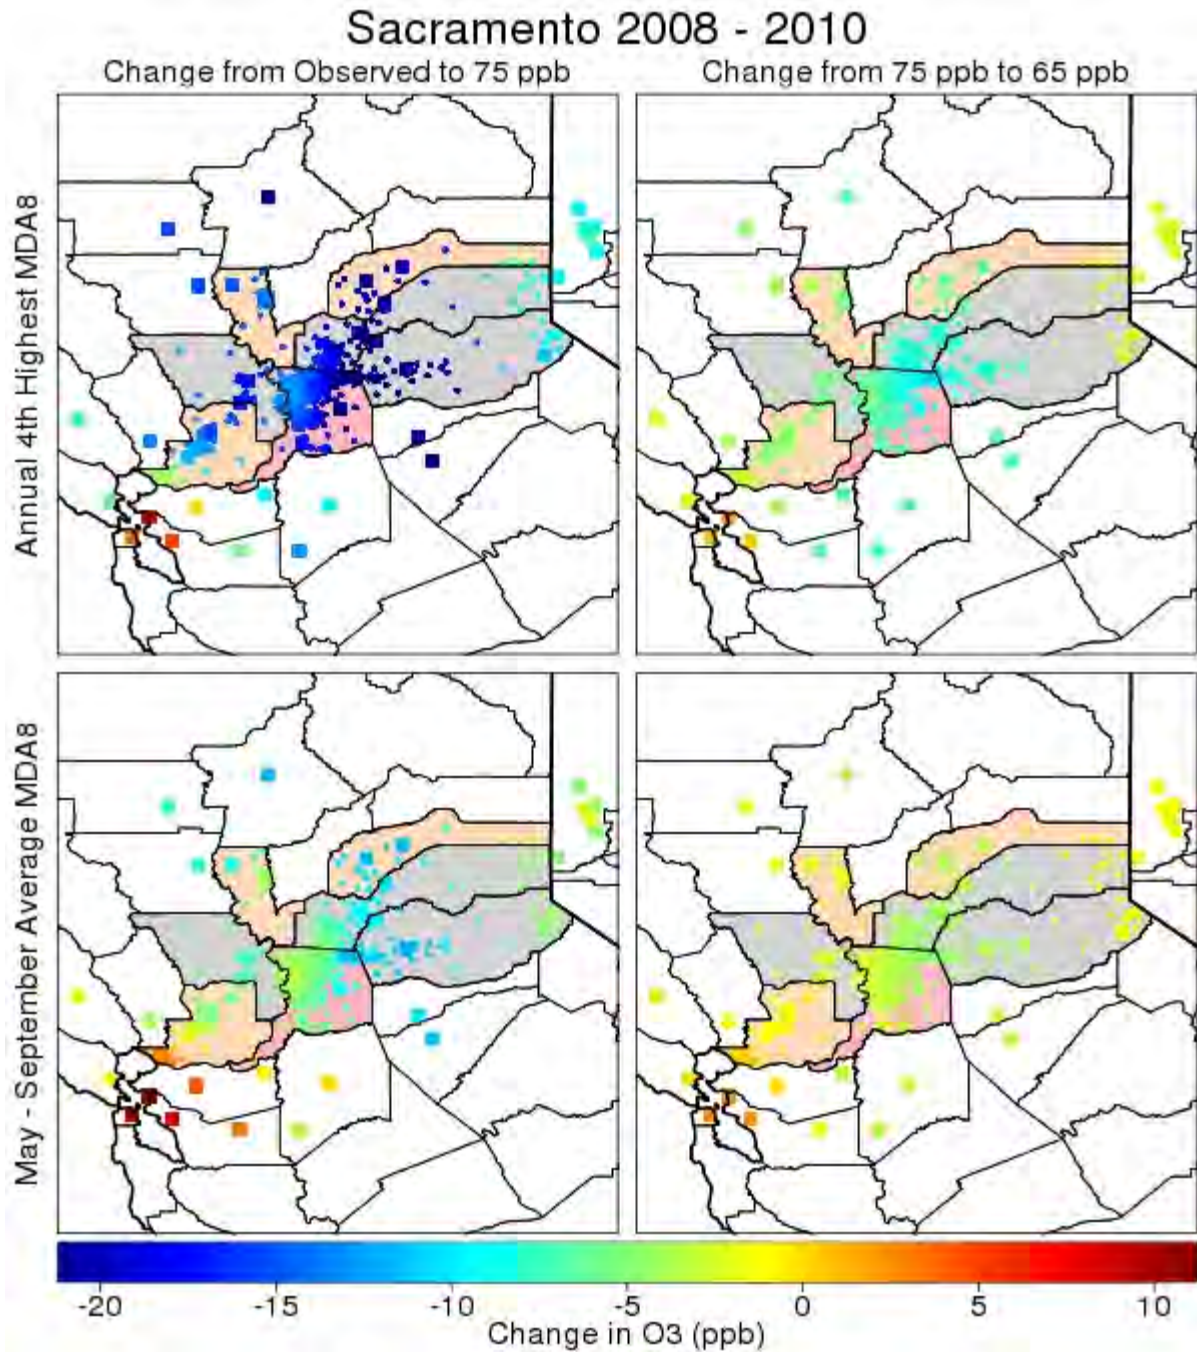 Sacramento 2008 - 2010
Change from Observed to 75 ppb
Change from 75 ppb to 65 ppb
Annual 4th Highest MDA8
May - September Average MDA8
-20 -15 -10 -5 0 5 10
Change in O3 (ppb)